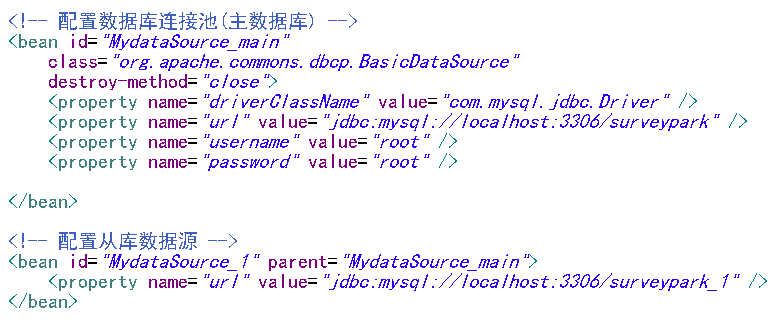 <!-- 配置数据库连接池(主数据库) -->
<bean id="MydataSource_main"
    class="org.apache.commons.dbcp.BasicDataSource"
    destroy-method="close">
    <property name="driverClassName" value="com.mysql.jdbc.Driver" />
    <property name="url" value="jdbc:mysql://localhost:3306/surveypark" />
    <property name="username" value="root" />
    <property name="password" value="root" />
</bean>
<!-- 配置从库数据源 -->
<bean id="MydataSource_1" parent="MydataSource_main">
    <property name="url" value="jdbc:mysql://localhost:3306/surveypark_1" />
</bean>